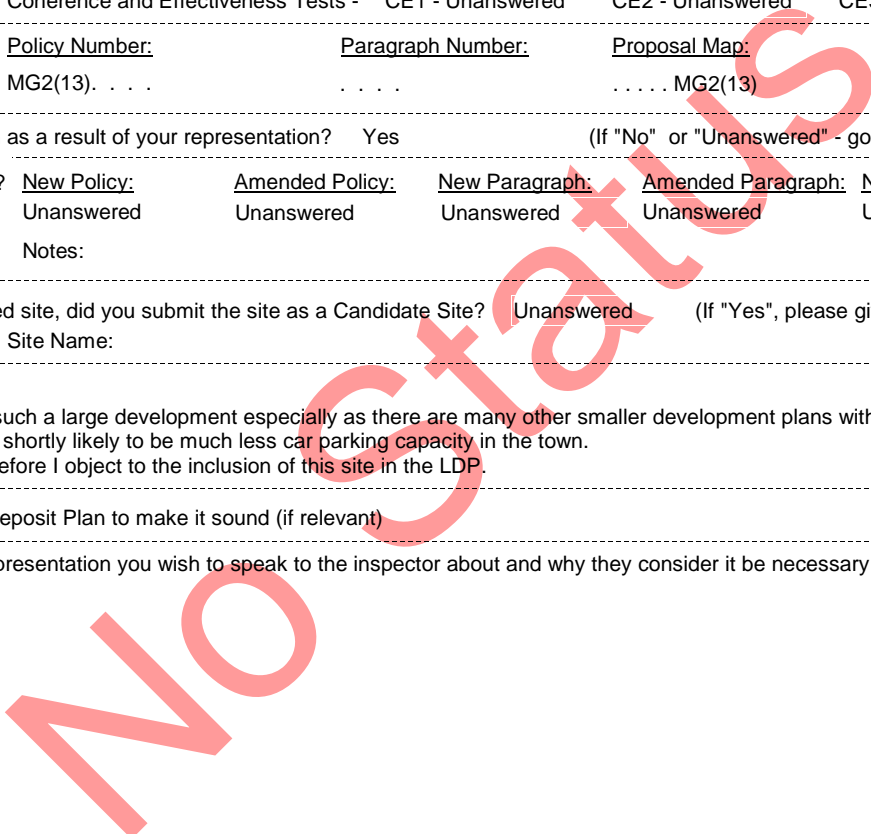 Coherence and Effectiveness Tests - CE1 - Unanswered CE2 - Unanswered
Policy Number: Paragraph Number: Proposal Map:
MG2(13). . . . . . . . . . . . . MG2(13)
as a result of your representation? Yes (If "No" or "Unanswered" - go
? New Policy: Amended Policy: New Paragraph: Amended Paragraph:
Unanswered Unanswered Unanswered Unanswered
Notes:
ed site, did you submit the site as a Candidate Site? Unanswered (If "Yes", please gi
Site Name:
such a large development especially as there are many other smaller development plans with
shortly likely to be much less car parking capacity in the town.
efore I object to the inclusion of this site in the LDP.
eposit Plan to make it sound (if relevant)
presentation you wish to speak to the inspector about and why they consider it be necessary
No Status